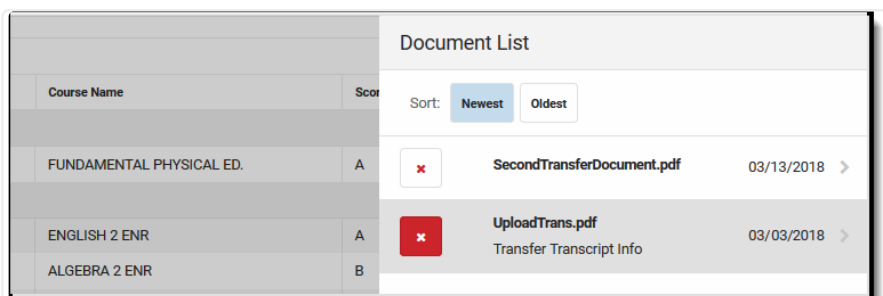 Document List
Course Name Scor
Sort: Newest Oldest
FUNDAMENTAL PHYSICAL ED. A
SecondTransferDocument.pdf 03/13/2018
UploadTrans.pdf
Transfer Transcript Info 03/03/2018
ENGLISH 2 ENR A
ALGEBRA 2 ENR B